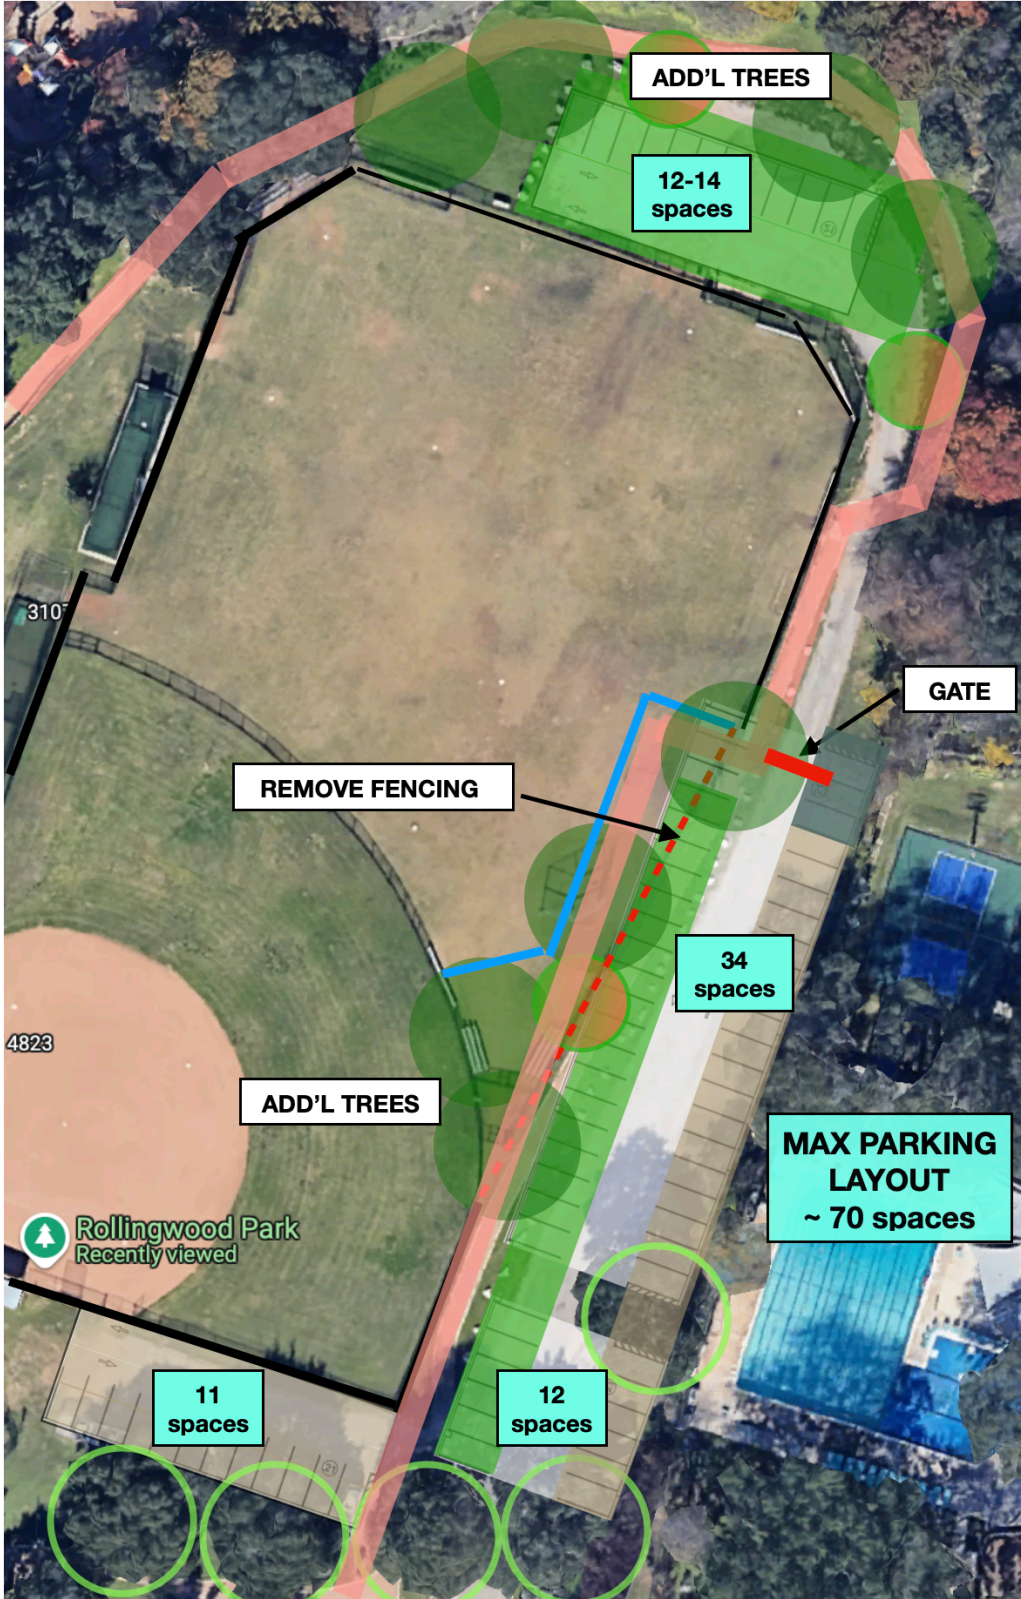 ADD'L TREES
12-14
spaces
310
GATE
REMOVE FENCING
34
spaces
4823
ADD'L TREES
MAX PARKING
LAYOUT
~ 70 spaces
Rollingwood Park
Recently viewed
11
spaces
12
spaces